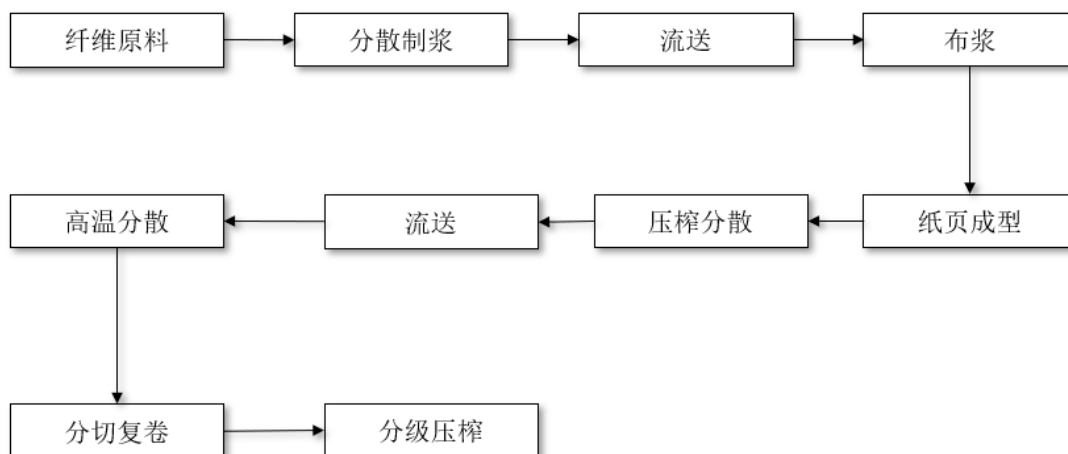 纤维原料
分散制浆
流送
布浆
纸页成型
压榨分散
流送
高温分散
分切复卷
分级压榨